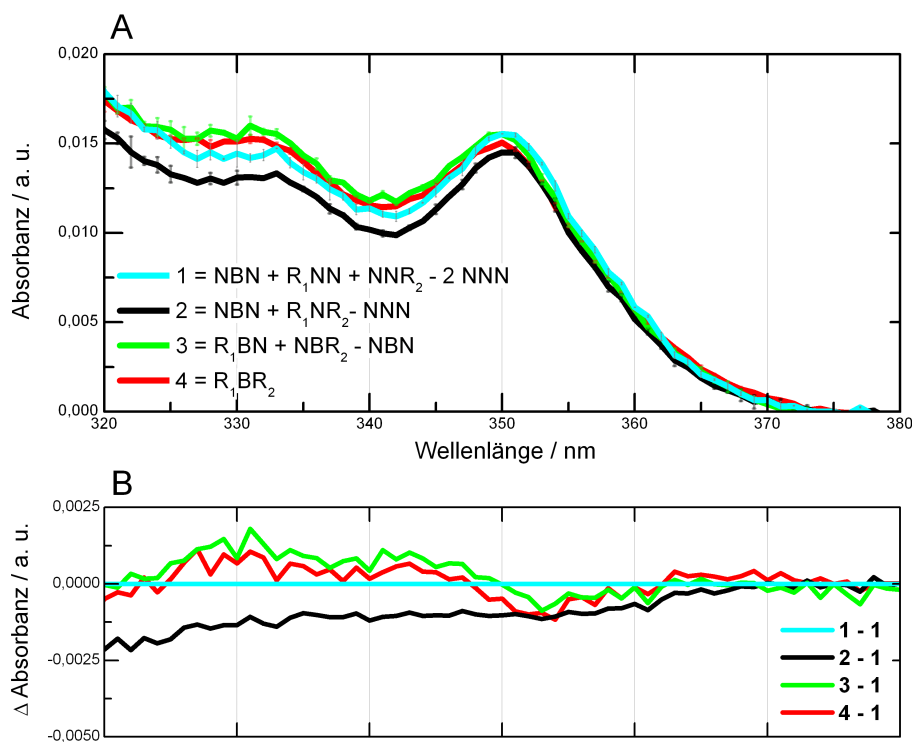 A
0,020
0,015
0,010
0,005
0,000
Absorbanz / a. u.
1 = NBN + R₁NN + NNR₂ - 2 NNN
2 = NBN + R₁NR₂- NNN
3 = R₁BN + NBR₂ - NBN
4 = R₁BR₂
320 330 340 350 360 370 380
Wellenlänge / nm
B
0,0025
0,0000
-0,0025
-0,0050
Δ Absorbanz / a. u.
1 - 1
2 - 1
3 - 1
4 - 1